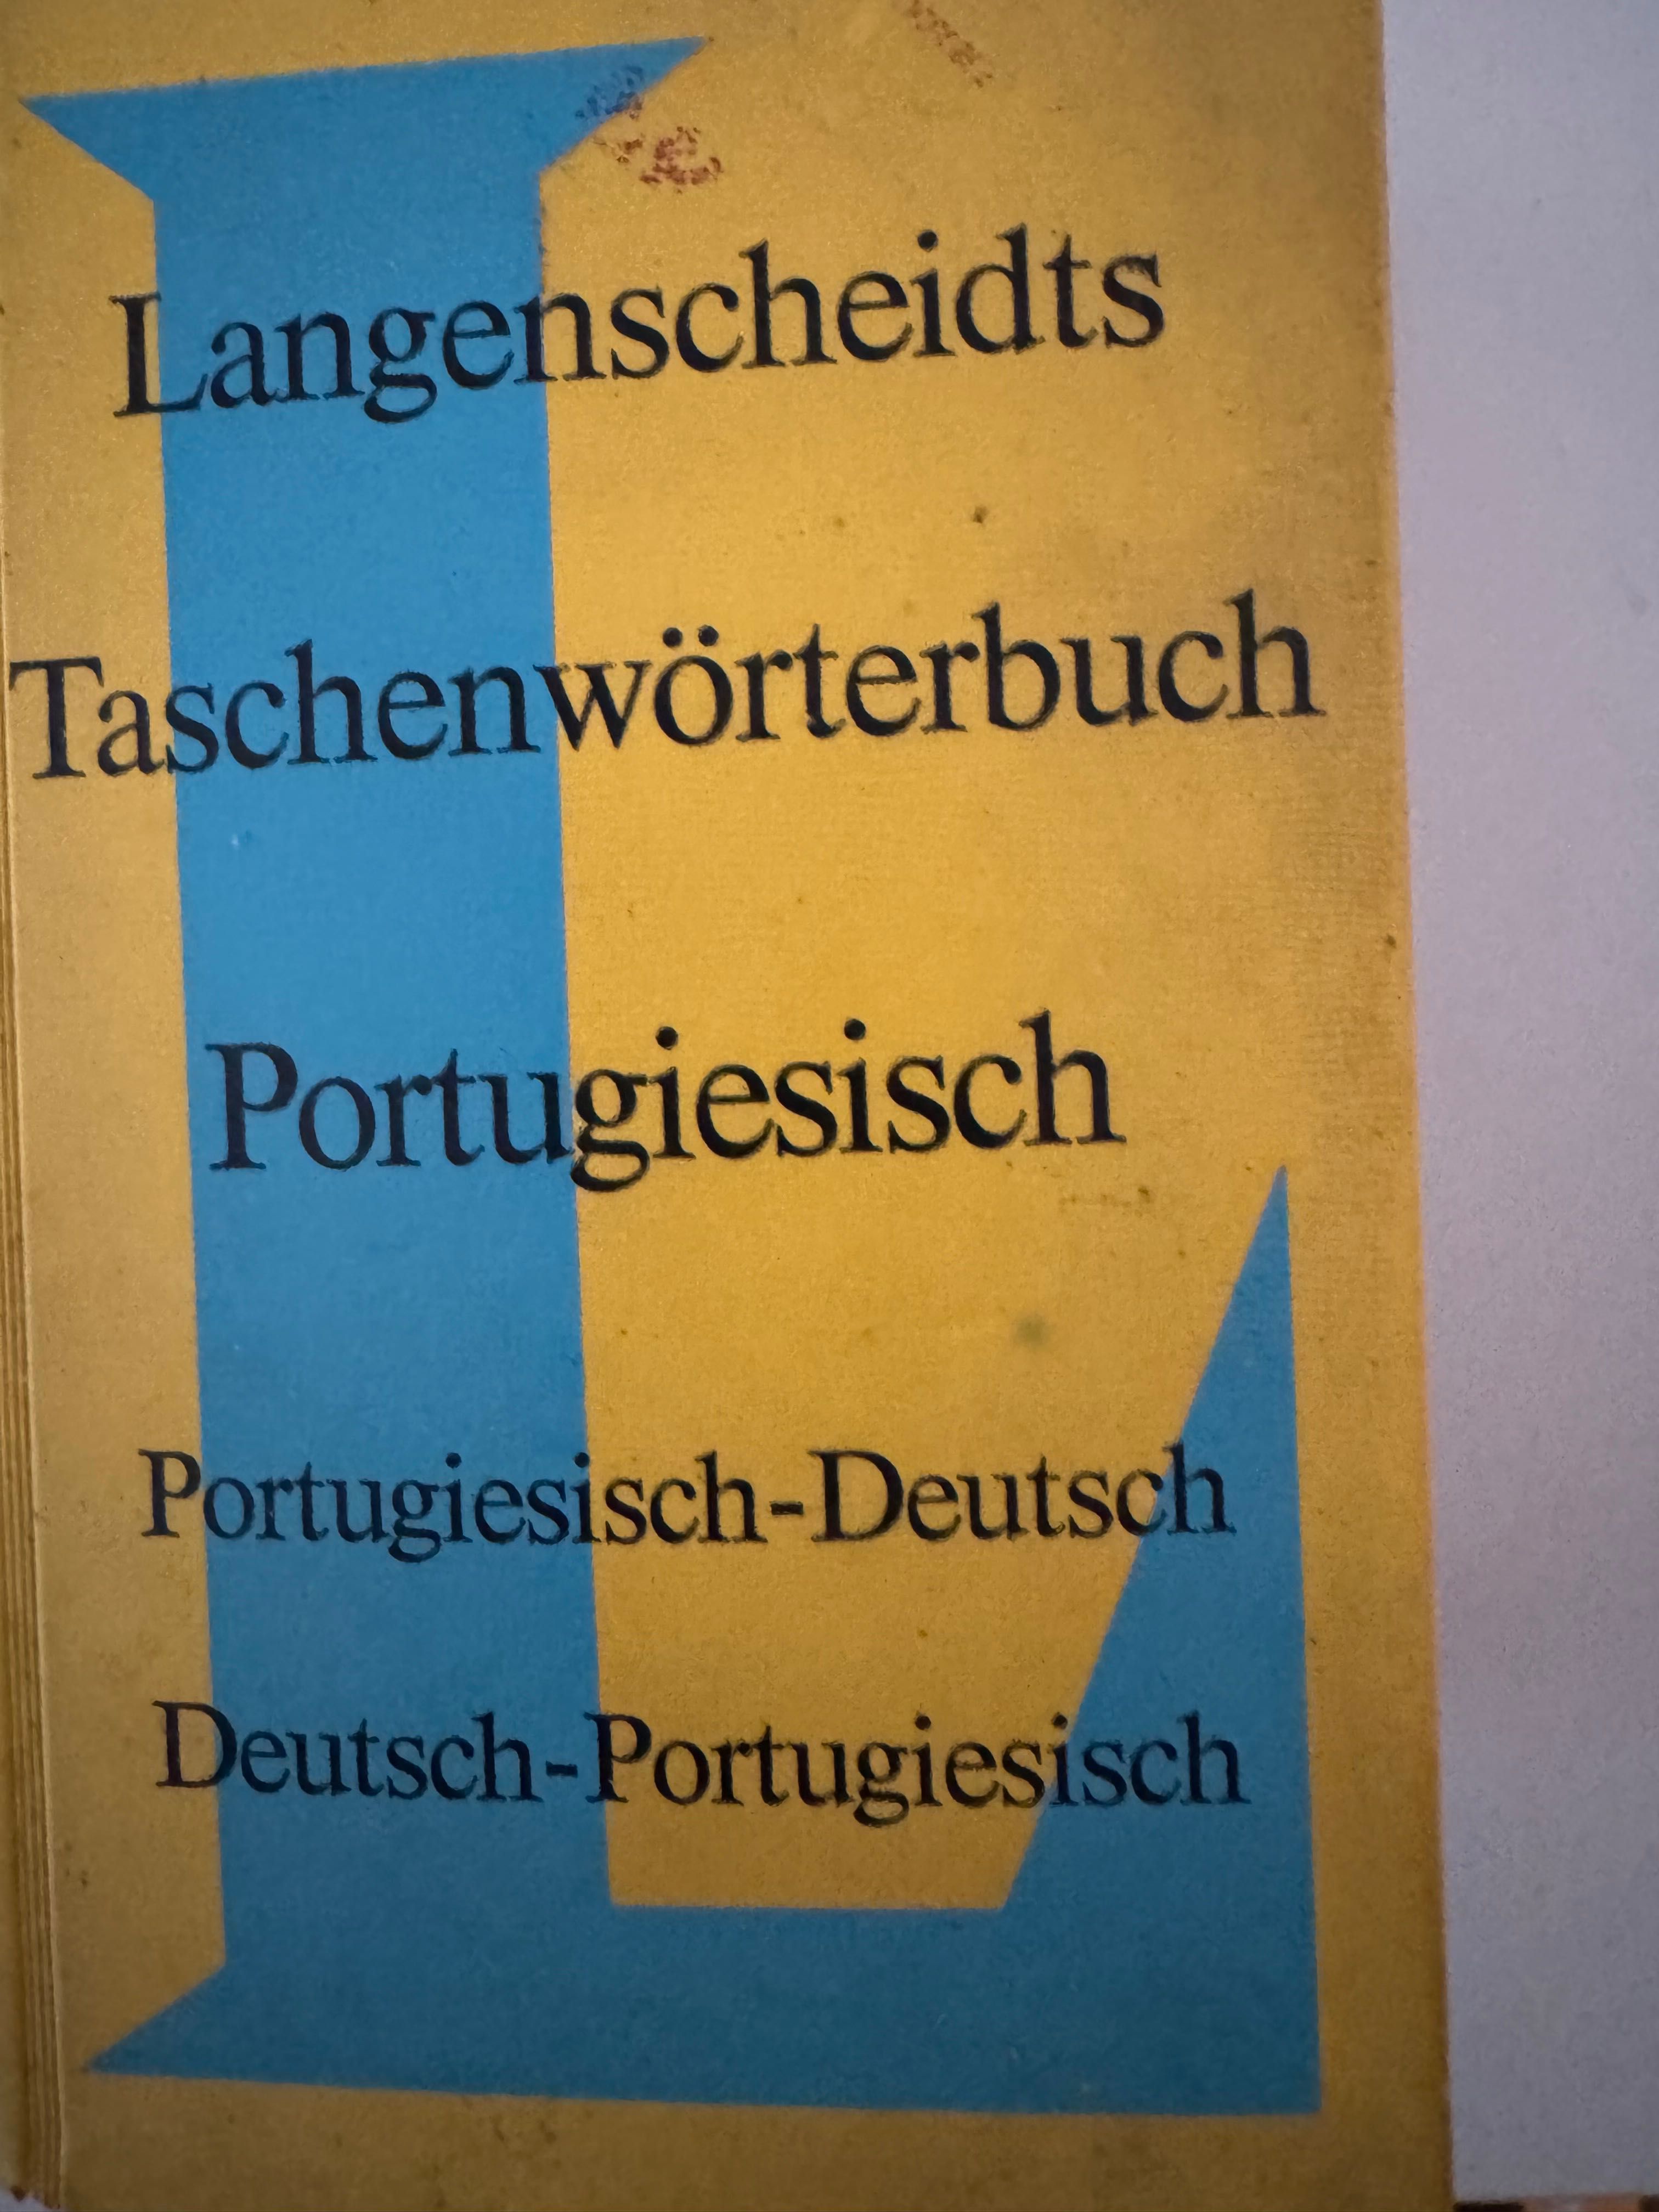 Langenscheidts
Taschenwörterbuch
Portugiesisch
Portugiesisch-Deutsch
Deutsch-Portugiesisch